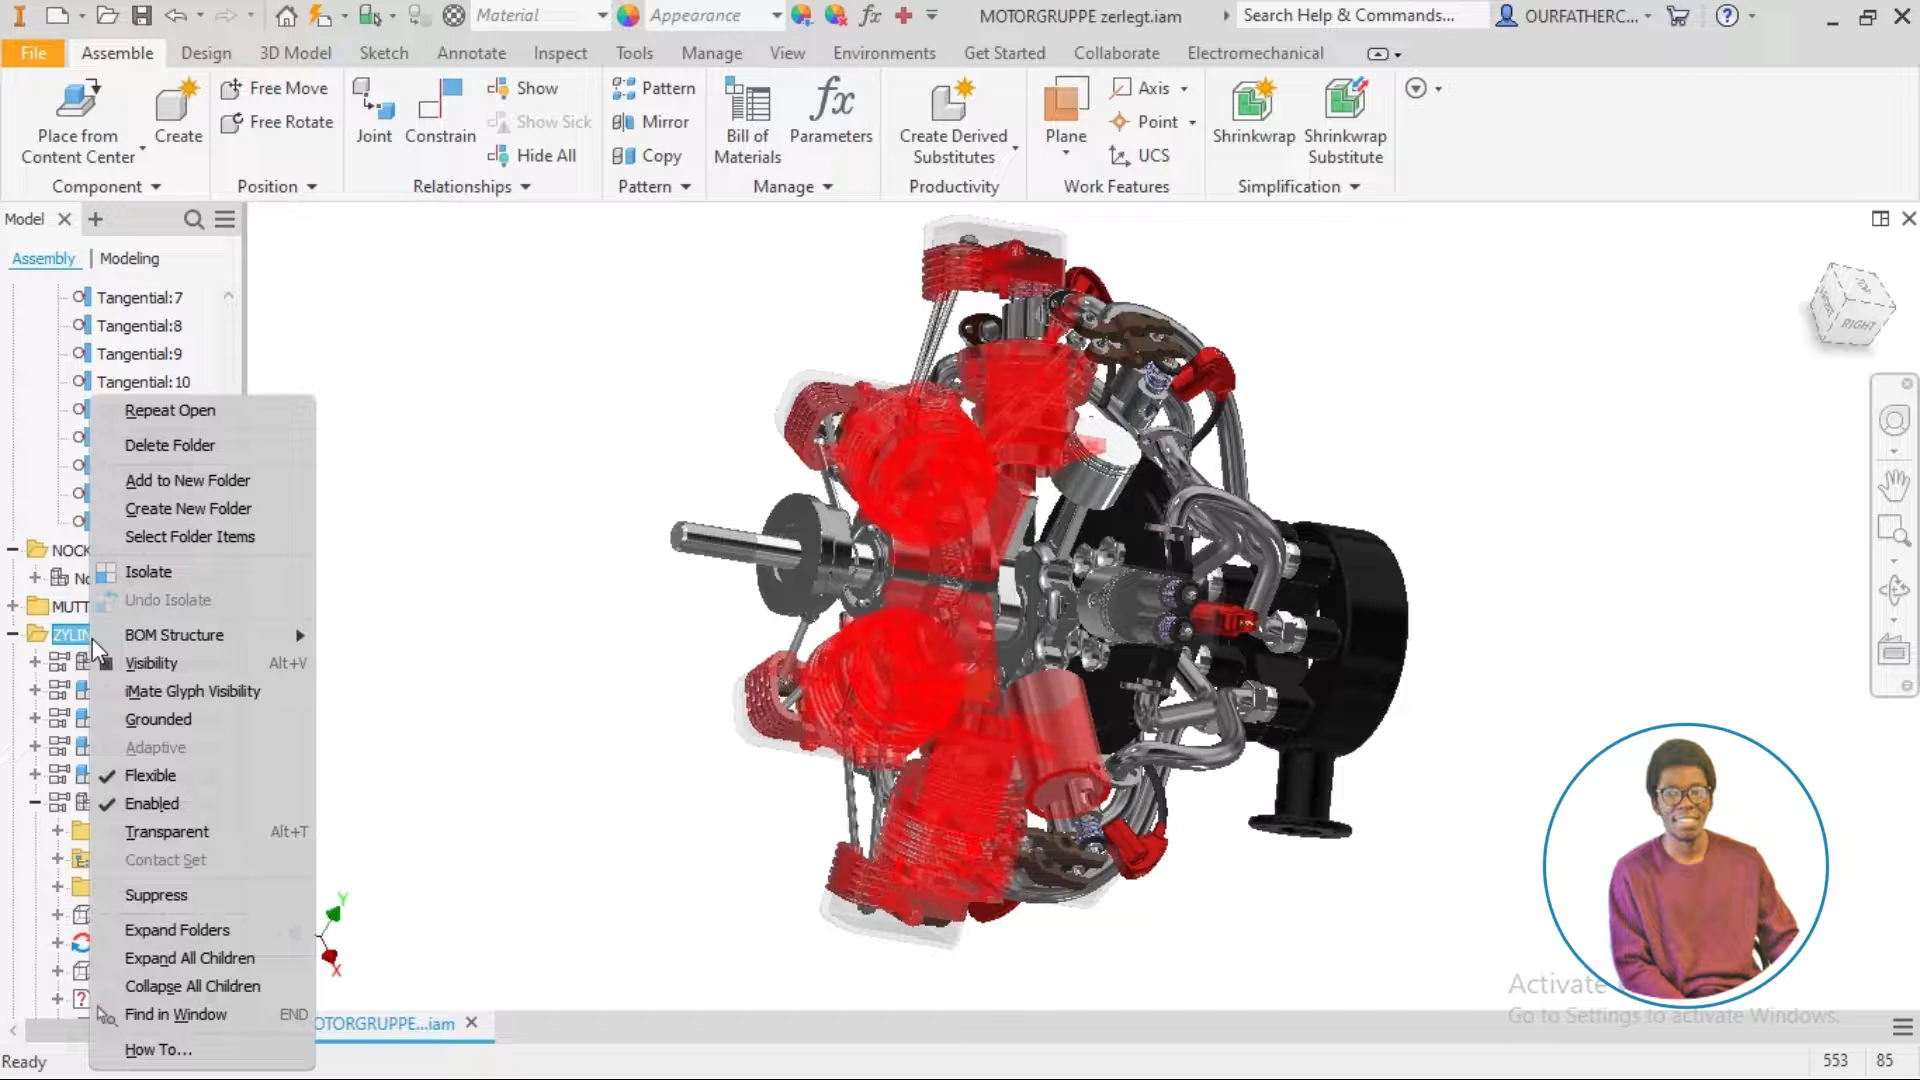 Material
Appearance
MOTORGRUPPE zerlegt.iam
Search Help & Commands...
OURFATHERC...
File
Assemble
Design
3D Model
Sketch
Annotate
Inspect
Tools
Manage
View
Environments
Get Started
Collaborate
Electromechanical
Place from
Content Center
Create
Free Move
Free Rotate
Joint
Constrain
Show
Show Sick
Hide All
Pattern
Mirror
Copy
Bill of
Materials
fx
Parameters
Create Derived
Substitutes
Plane
Axis
Point
UCS
Shrinkwrap
Shrinkwrap
Substitute
Component
Position
Relationships
Pattern
Manage
Productivity
Work Features
Simplification
Model
Assembly
Modeling
Tangential:7
Tangential:8
Tangential:9
Tangential:10
NOCK
No
MUTT
ZYLIN
Repeat Open
Delete Folder
Add to New Folder
Create New Folder
Select Folder Items
Isolate
Undo Isolate
BOM Structure
Visibility Alt+V
iMate Glyph Visibility
Grounded
Adaptive
Flexible
Enabled
Transparent Alt+T
Contact Set
Suppress
Expand Folders
Expand All Children
Collapse All Children
Find in Window END
How To...
Y
X
TOP
RIGHT
OTORGRUPPE...iam
Activate
Go to Settings to activate Windows.
Ready
553
85